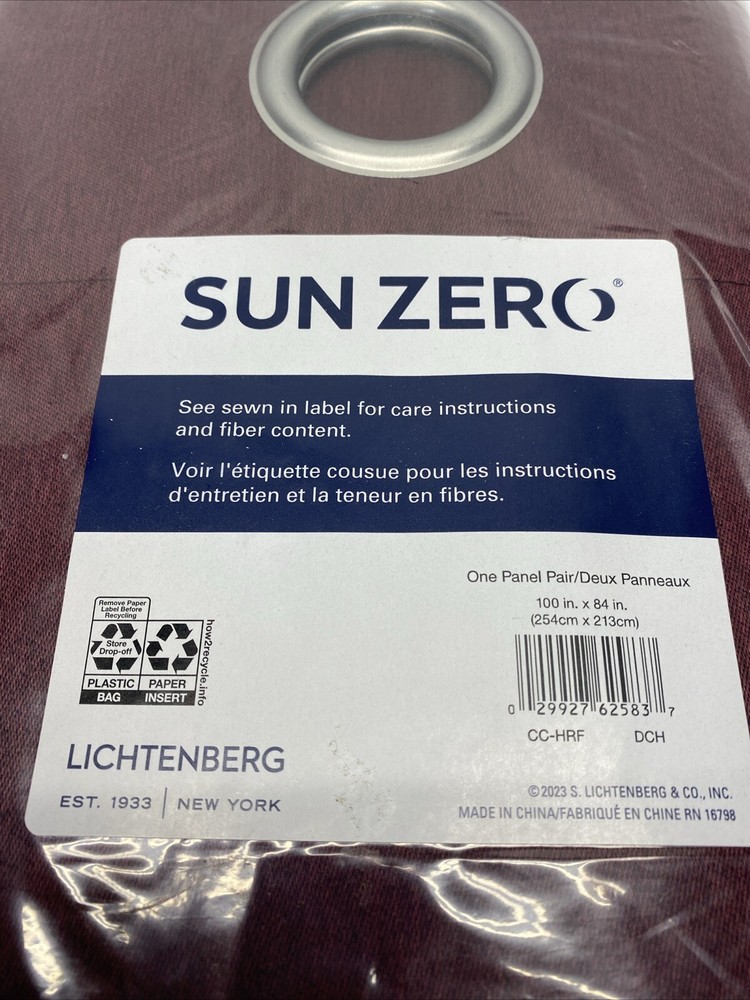 SUN ZERO®
See sewn in label for care instructions
and fiber content.
Voir l'étiquette cousue pour les instructions
d'entretien et la teneur en fibres.
One Panel Pair/Deux Panneaux
100 in. x 84 in.
(254cm x 213cm)
0 29927 62583 7
CC-HRF DCH
Remove Paper
Label Before
Recycling
Store
Drop-off
PLASTIC PAPER
BAG INSERT
how2recycle.info
LICHTENBERG
EST. 1933 | NEW YORK
©2023 S. LICHTENBERG & CO., INC.
MADE IN CHINA/FABRIQUÉ EN CHINE RN 16798